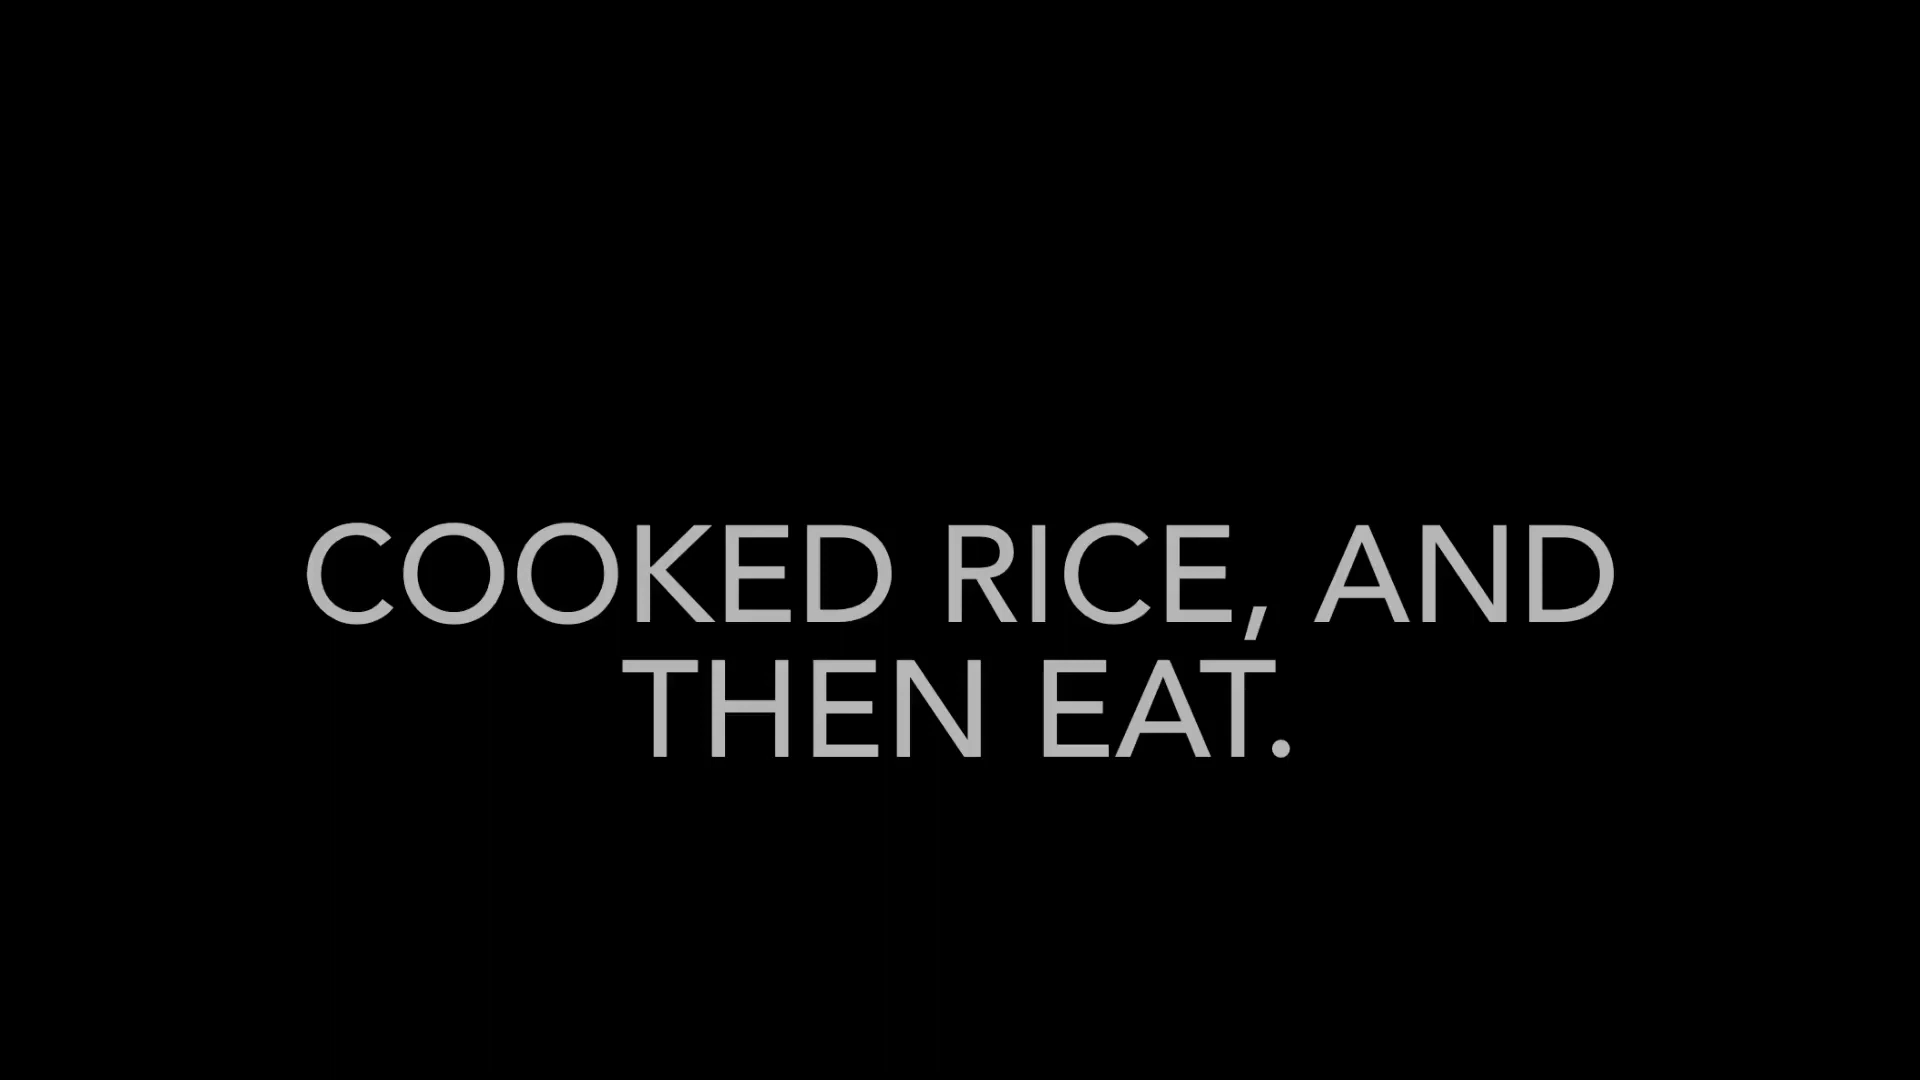 COOKED RICE, AND
THEN EAT.